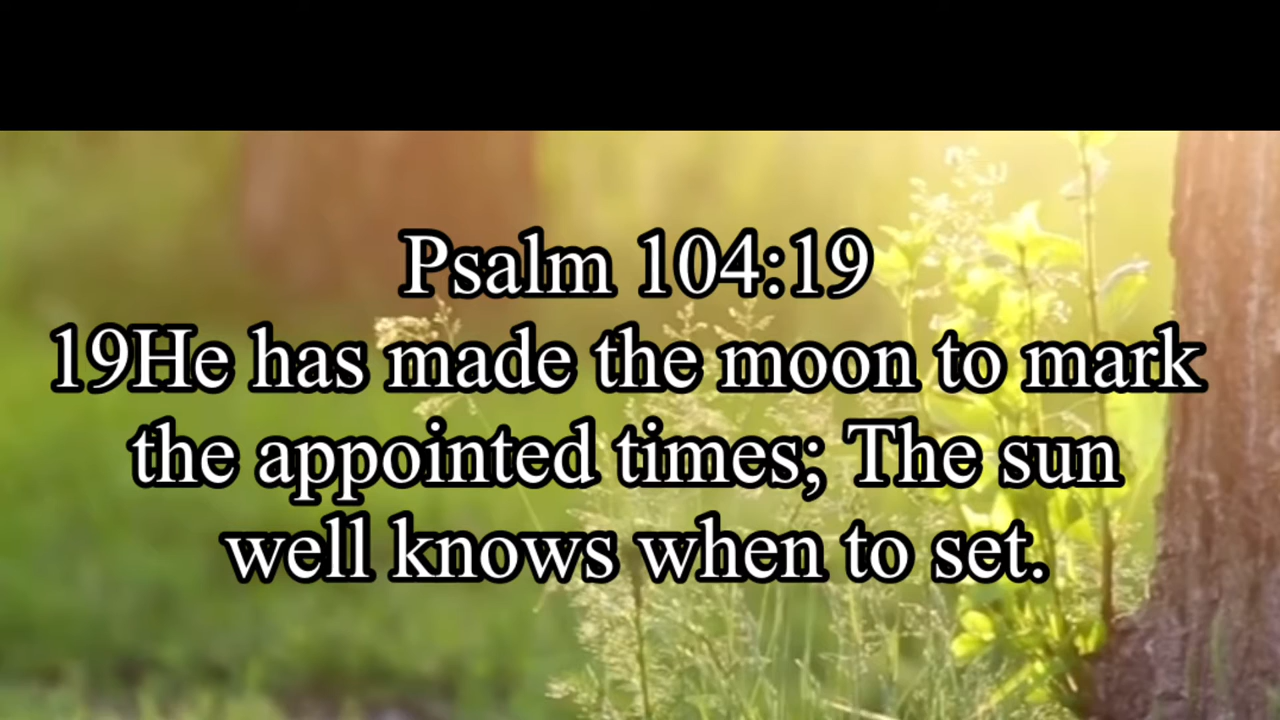 Psalm 104:19
19He has made the moon to mark
the appointed times; The sun
well knows when to set.